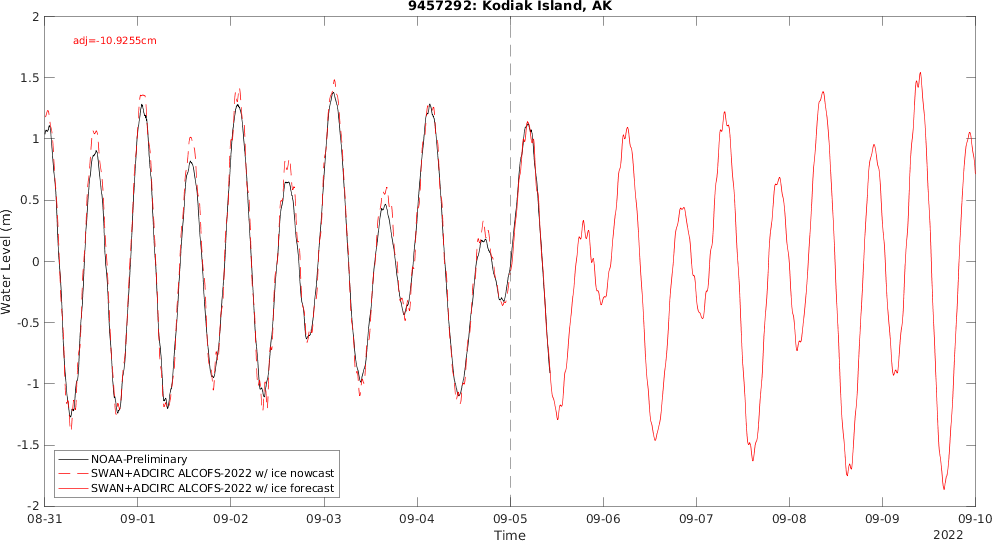 9457292: Kodiak Island, AK
adj=-10.9255cm
Water Level (m)
2
1.5
1
0.5
0
-0.5
-1
-1.5
-2
NOAA-Preliminary
SWAN+ADCIRC ALCOFS-2022 w/ ice nowcast
SWAN+ADCIRC ALCOFS-2022 w/ ice forecast
08-31 09-01 09-02 09-03 09-04 09-05 09-06 09-07 09-08 09-09 09-10
Time
2022